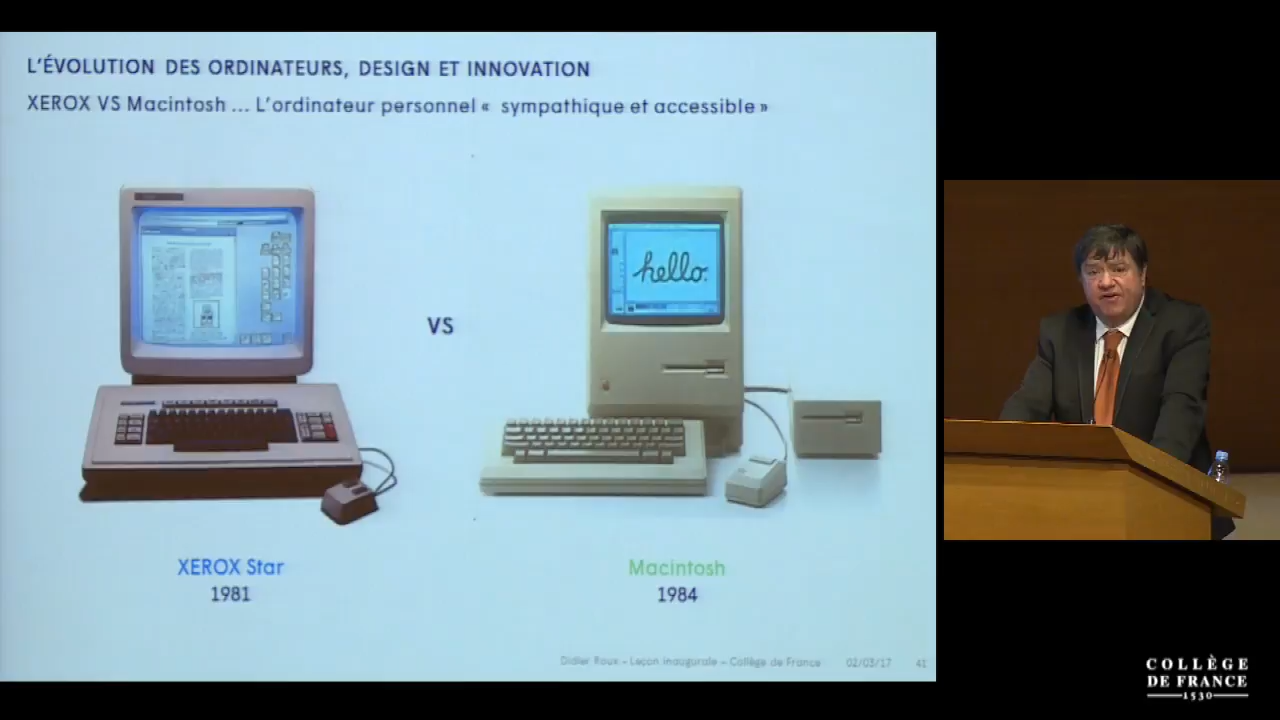 L'ÉVOLUTION DES ORDINATEURS, DESIGN ET INNOVATION
XEROX VS Macintosh ... L'ordinateur personnel « sympathique et accessible »
hello.
VS
XEROX Star
1981
Macintosh
1984
Didier Roux - Leçon inaugurale - Collège de France 02/03/17 41
COLLÈGE
DE FRANCE
1530